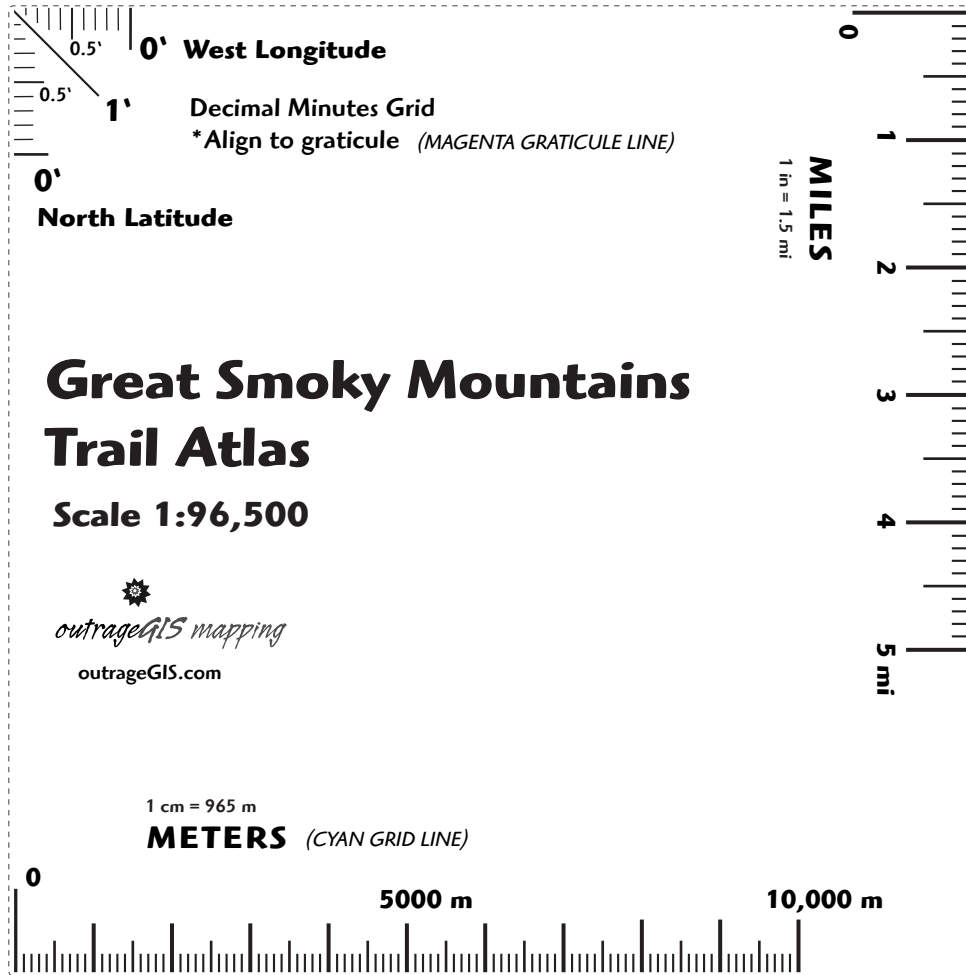 0.5'
0' West Longitude
0.5'
1'
Decimal Minutes Grid
*Align to graticule (MAGENTA GRATICULE LINE)
0'
North Latitude
0
1
2
3
4
5 mi
MILES
1 in = 1.5 mi
Great Smoky Mountains
Trail Atlas
Scale 1:96,500
outrageGIS mapping
outrageGIS.com
1 cm = 965 m
METERS (CYAN GRID LINE)
0
5000 m
10,000 m